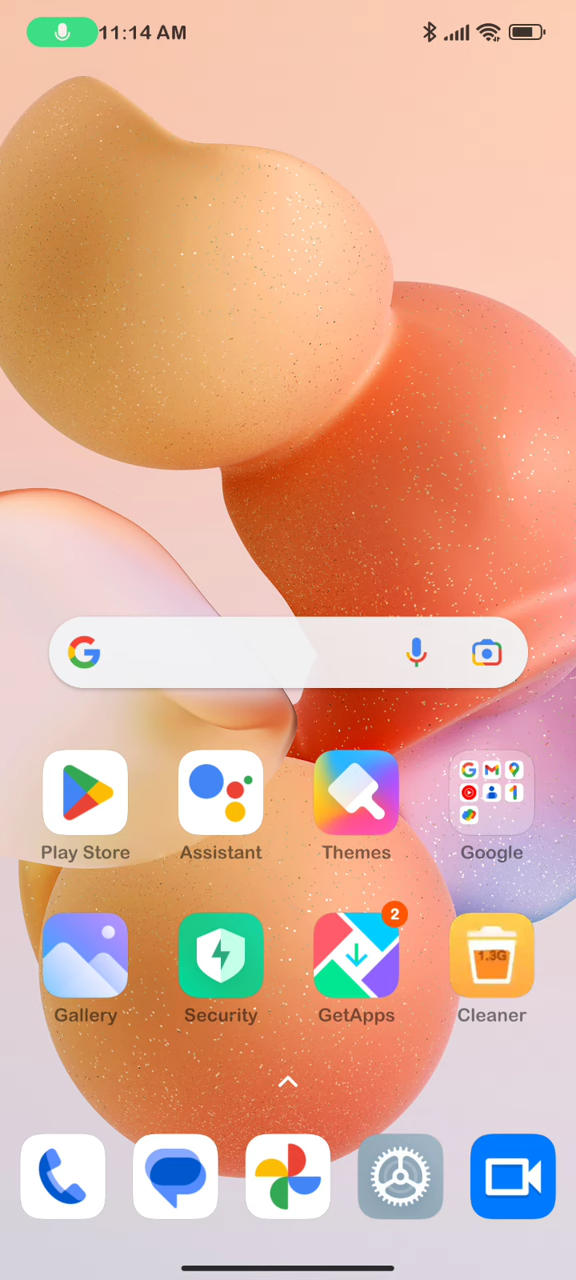 11:14 AM
Play Store
Assistant
Themes
Google
2
1.3G
Gallery
Security
GetApps
Cleaner